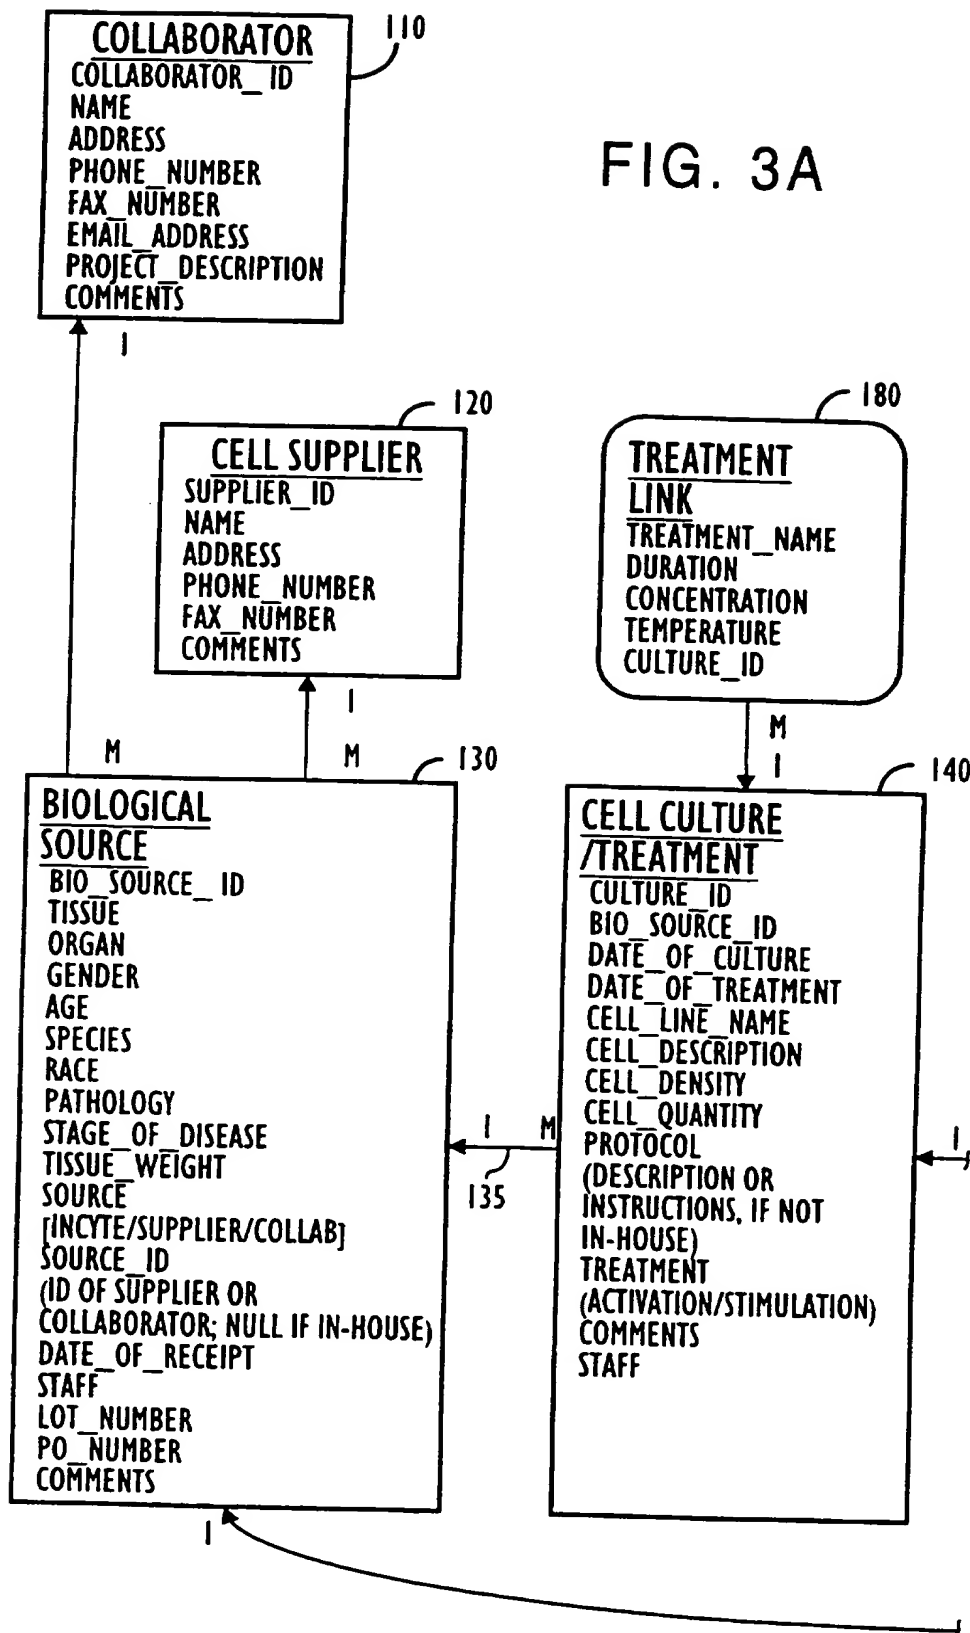 COLLABORATOR
COLLABORATOR_ID
NAME
ADDRESS
PHONE_NUMBER
FAX_NUMBER
EMAIL_ADDRESS
PROJECT_DESCRIPTION
COMMENTS
110
FIG. 3A
1
120
CELL SUPPLIER
SUPPLIER_ID
NAME
ADDRESS
PHONE_NUMBER
FAX_NUMBER
COMMENTS
180
TREATMENT
LINK
TREATMENT_NAME
DURATION
CONCENTRATION
TEMPERATURE
CULTURE_ID
1
M
M
M
1
130
BIOLOGICAL
SOURCE
BIO_SOURCE_ID
TISSUE
ORGAN
GENDER
AGE
SPECIES
RACE
PATHOLOGY
STAGE_OF_DISEASE
TISSUE_WEIGHT
SOURCE
[INCYTE/SUPPLIER/COLLAB]
SOURCE_ID
(ID OF SUPPLIER OR
COLLABORATOR; NULL IF IN-HOUSE)
DATE_OF_RECEIPT
STAFF
LOT_NUMBER
PO_NUMBER
COMMENTS
1
M
135
140
CELL CULTURE
/TREATMENT
CULTURE_ID
BIO_SOURCE_ID
DATE_OF_CULTURE
DATE_OF_TREATMENT
CELL_LINE_NAME
CELL_DESCRIPTION
CELL_DENSITY
CELL_QUANTITY
PROTOCOL
(DESCRIPTION OR
INSTRUCTIONS, IF NOT
IN-HOUSE)
TREATMENT
(ACTIVATION/STIMULATION)
COMMENTS
STAFF
1
1